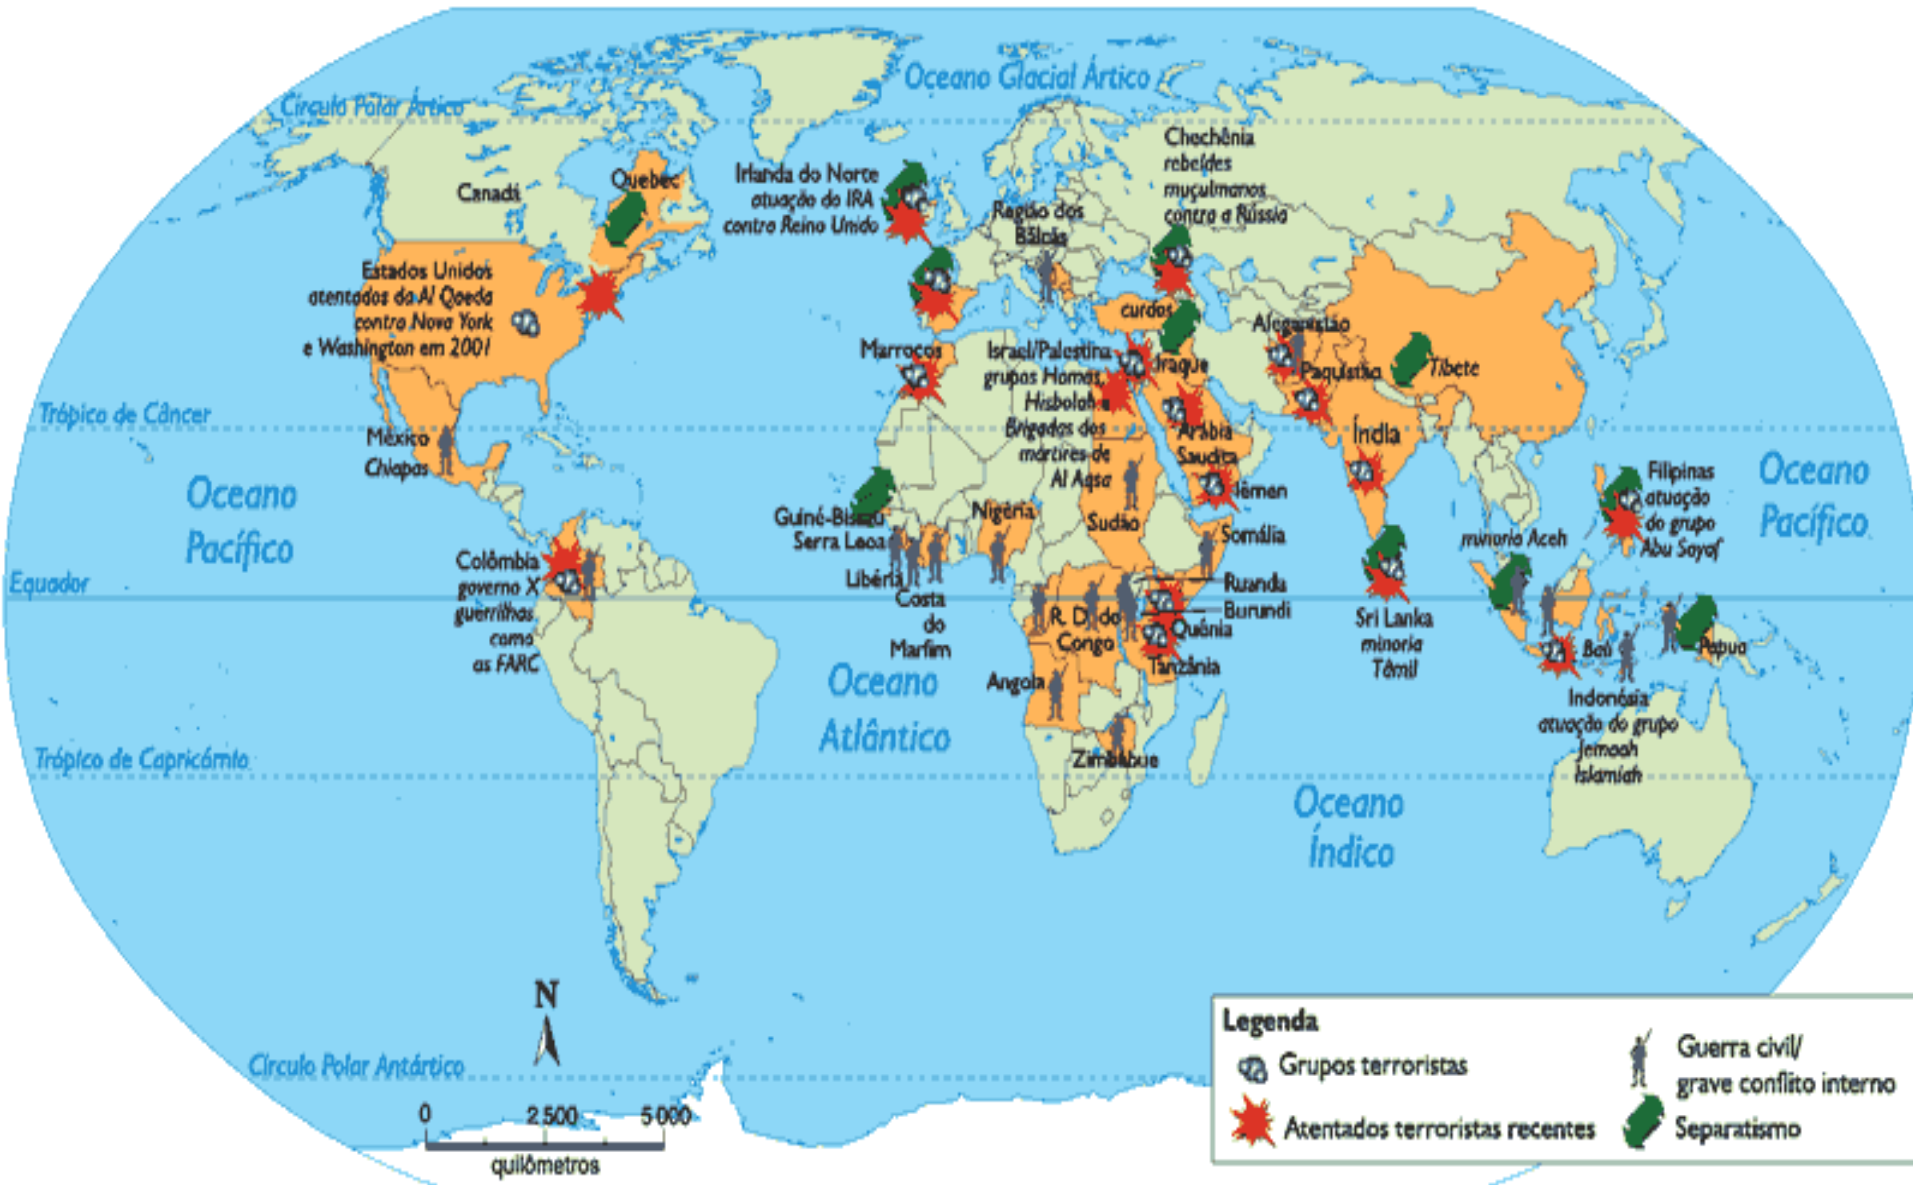 Oceano Glacial Ártico
Círculo Polar Ártico
Chechênia
rebeldes
muçulmanos
contra a Rússia
Irlanda do Norte
atuação do IRA
contra Reino Unido
Canadá
Quebec
Região dos
Bálcãs
Estados Unidos
atentados da Al Qaeda
contra Nova York
e Washington em 2001
curdos
Afeganistão
Marrocos
Israel/Palestina
grupos Hamas,
Hisbolah e
Brigadas dos
mártires de
Al Aqsa
Iraque
Paquistão
Tibete
Trópico de Câncer
México
Chiapas
Arábia
Saudita
Índia
Oceano
Pacífico
Iêmen
Filipinas
atuação
do grupo
Abu Sayaf
Oceano
Pacífico
Guiné-Bissau
Serra Leoa
Nigéria
Sudão
Somália
minoria Aceh
Colômbia
governo X
guerrilhas
como
as FARC
Libéria
Costa
do
Marfim
Equador
Ruanda
Burundi
R. D. do
Congo
Quênia
Tanzânia
Sri Lanka
minoria
Tâmil
Bali
Papua
Angola
Oceano
Atlântico
Indonésia
atuação do grupo
Jemaah
Islamiah
Zimbábue
Trópico de Capricórnio
Oceano
Índico
N
Círculo Polar Antártico
0 2 500 5 000
quilômetros
Legenda
Grupos terroristas
Atentados terroristas recentes
Guerra civil/
grave conflito interno
Separatismo